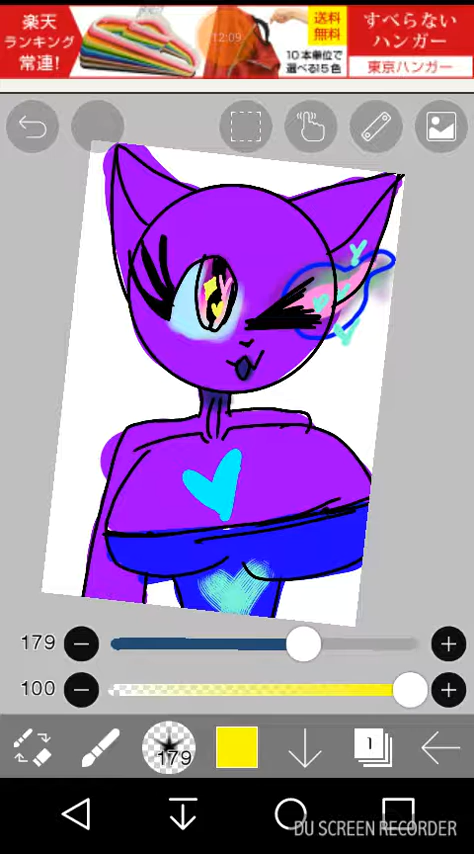 楽天
ランキング
常連!
12:09
送料
無料
10本単位で
選べる15色
すべらない
ハンガー
東京ハンガー
179
100
179
1
DU SCREEN RECORDER